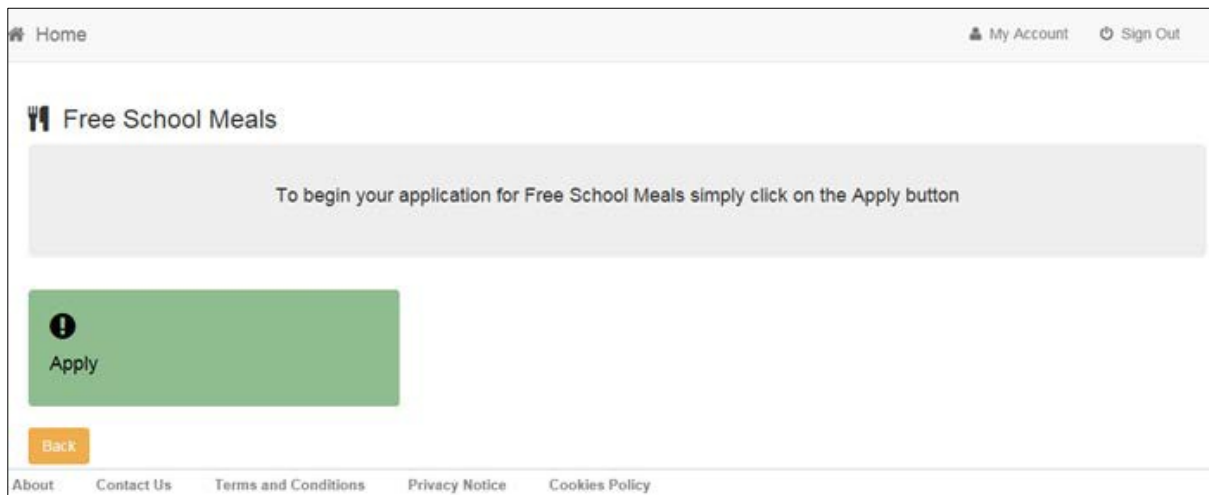 Home My Account Sign Out
Free School Meals
To begin your application for Free School Meals simply click on the Apply button
Apply
Back
About Contact Us Terms and Conditions Privacy Notice Cookies Policy